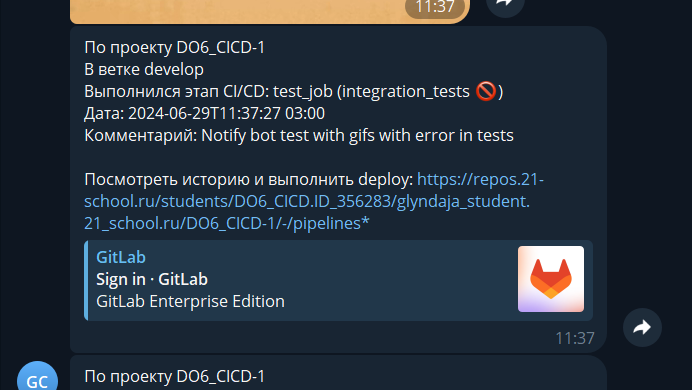 11:37
По проекту DO6_CICD-1
В ветке develop
Выполнился этап CI/CD: test_job (integration_tests 🚫)
Дата: 2024-06-29T11:37:27 03:00
Комментарий: Notify bot test with gifs with error in tests
Посмотреть историю и выполнить deploy: https://repos.21-
school.ru/students/DO6_CICD.ID_356283/glyndaja_student.
21_school.ru/DO6_CICD-1/-/pipelines*
GitLab
Sign in · GitLab
GitLab Enterprise Edition
11:37
По проекту DO6_CICD-1
GC